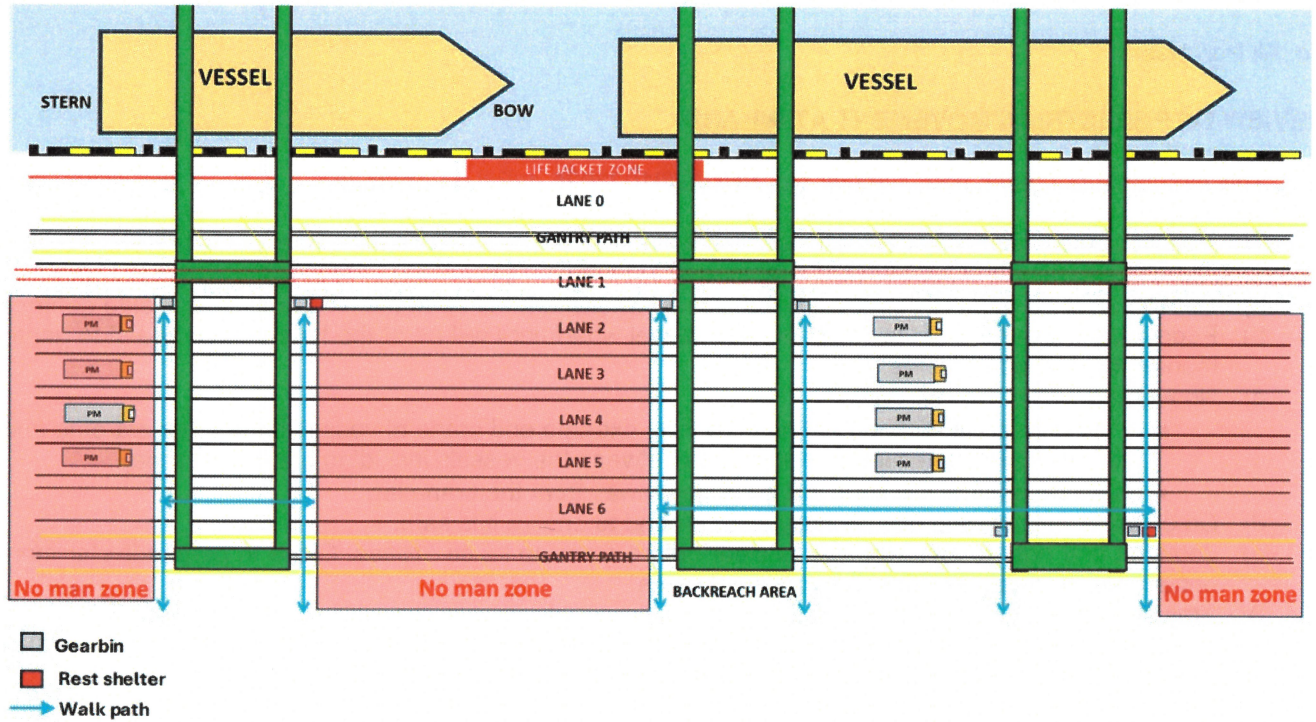 VESSEL
VESSEL
STERN
BOW
LIFE JACKET ZONE
LANE 0
GANTRY PATH
LANE 1
PM
LANE 2
PM
PM
LANE 3
PM
PM
LANE 4
PM
PM
LANE 5
PM
LANE 6
GANTRY PATH
No man zone
No man zone
BACKREACH AREA
No man zone
Gearbin
Rest shelter
Walk path